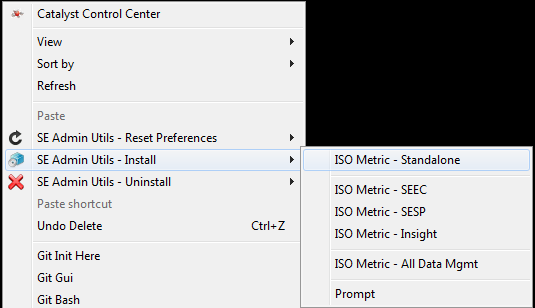 Catalyst Control Center
View
Sort by
Refresh
Paste
SE Admin Utils - Reset Preferences
SE Admin Utils - Install
SE Admin Utils - Uninstall
Paste shortcut
Undo Delete Ctrl+Z
Git Init Here
Git Gui
Git Bash
ISO Metric - Standalone
ISO Metric - SEEC
ISO Metric - SESP
ISO Metric - Insight
ISO Metric - All Data Mgmt
Prompt